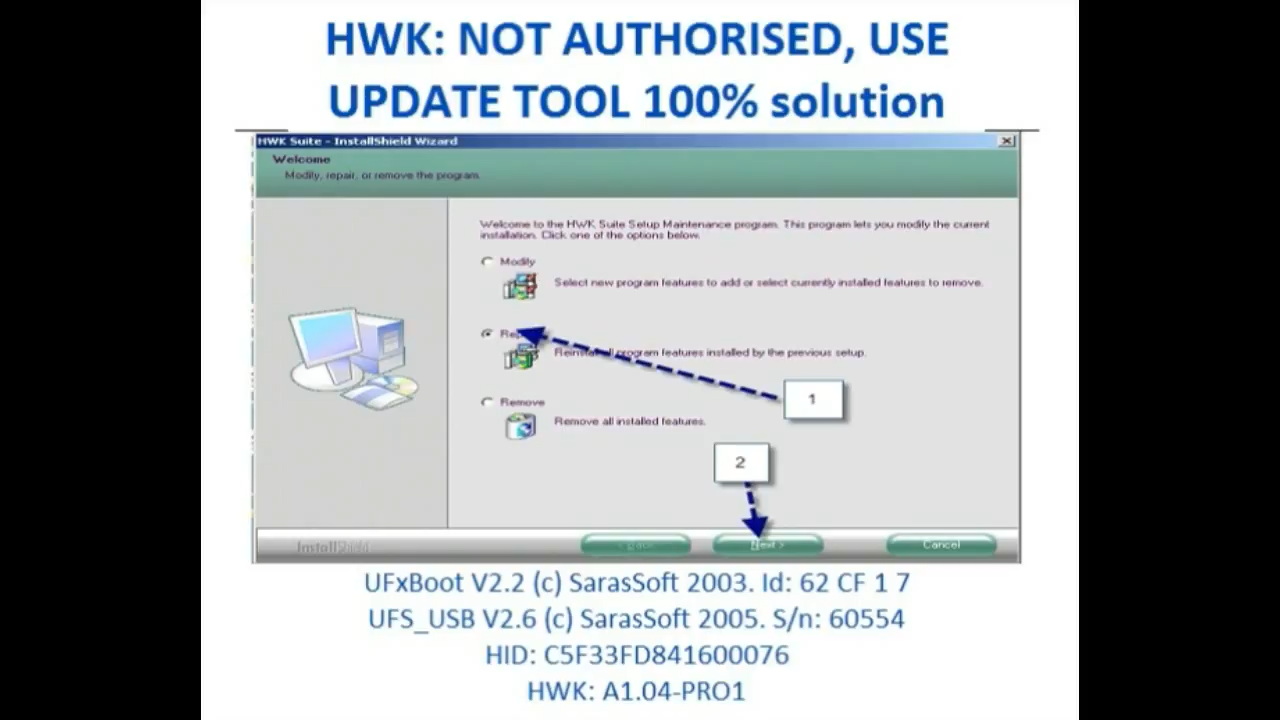 HWK: NOT AUTHORISED, USE
UPDATE TOOL 100% solution
HWK Suite - InstallShield Wizard
Welcome
Modify, repair, or remove the program.
Welcome to the HWK Suite Setup Maintenance program. This program lets you modify the current
installation. Click one of the options below.
Modify
Select new program features to add or select currently installed features to remove.
program features installed by the previous setup.
1
Remove
Remove all installed features.
2
InstallShield
< Back
Next >
Cancel
UFxBoot V2.2 (c) SarasSoft 2003. Id: 62 CF 1 7
UFS_USB V2.6 (c) SarasSoft 2005. S/n: 60554
HID: C5F33FD841600076
HWK: A1.04-PRO1